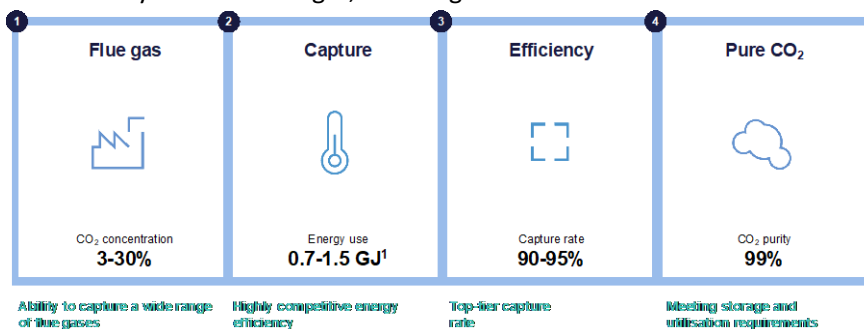 1
Flue gas
CO₂ concentration
3-30%
Ability to capture a wide range
of flue gases
2
Capture
Energy use
0.7-1.5 GJ¹
Highly competitive energy
efficiency
3
Efficiency
Capture rate
90-95%
Top-tier capture
rate
4
Pure CO₂
CO₂ purity
99%
Meeting storage and
utilisation requirements